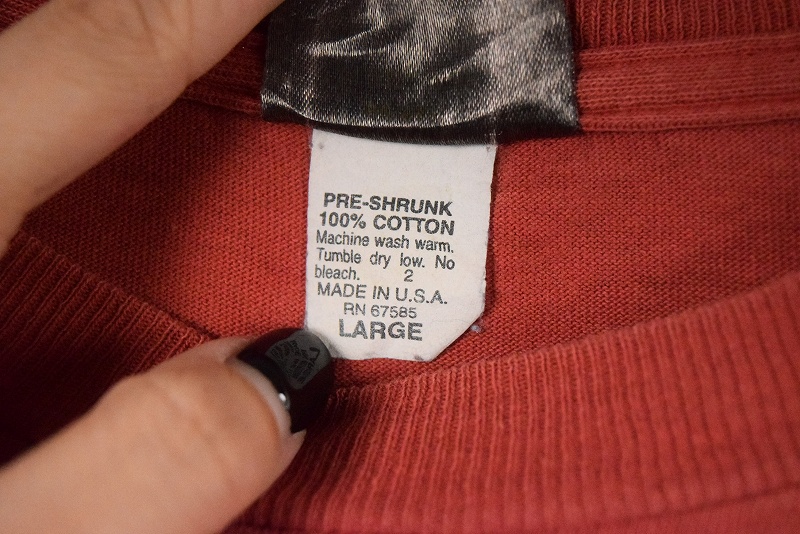 PRE-SHRUNK
100% COTTON
Machine wash warm.
Tumble dry low. No
bleach. 2
MADE IN U.S.A.
RN 67585
LARGE